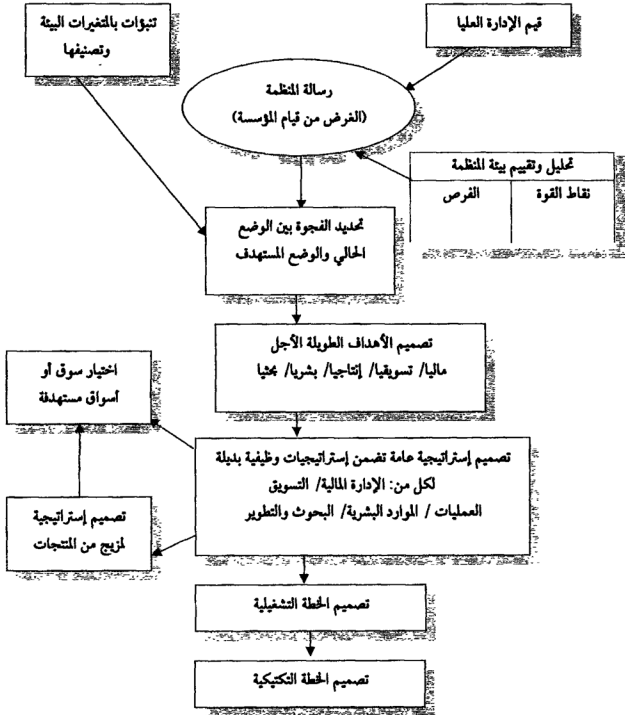 تنبؤات بالمتغيرات البيئة
وتصنيفها
قيم الإدارة العليا
رسالة المنظمة
(الغرض من قيام المؤسسة)
تحليل وتقييم بيئة المنظمة
نقاط القوة
الفرص
تحديد الفجوة بين الوضع
الحالي والوضع المستهدف
تصميم الأهداف الطويلة الأجل
ماليا/ تسويقيا/ إنتاجيا/ بشريا/ بحثيا
اختيار سوق أو
أسواق مستهدفة
تصميم إستراتيجية عامة تضمن إستراتيجيات وظيفية بديلة
لكل من: الإدارة المالية/ التسويق
العمليات / الموارد البشرية/ البحوث والتطوير
تصميم إستراتيجية
لمزيج من المنتجات
تصميم الخطة التشغيلية
تصميم الخطة التكتيكية